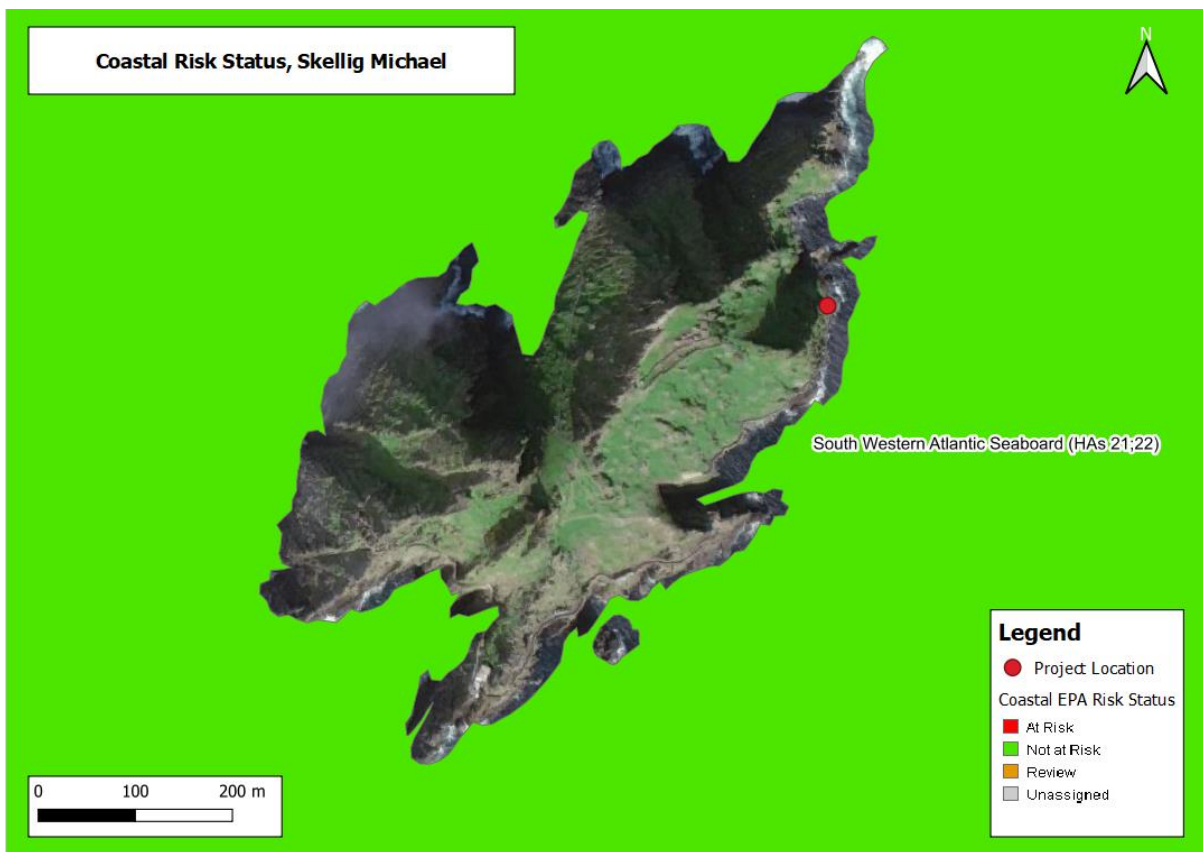 Coastal Risk Status, Skellig Michael
N
South Western Atlantic Seaboard (HAs 21;22)
Legend
Project Location
Coastal EPA Risk Status
At Risk
Not at Risk
Review
Unassigned
0 100 200 m